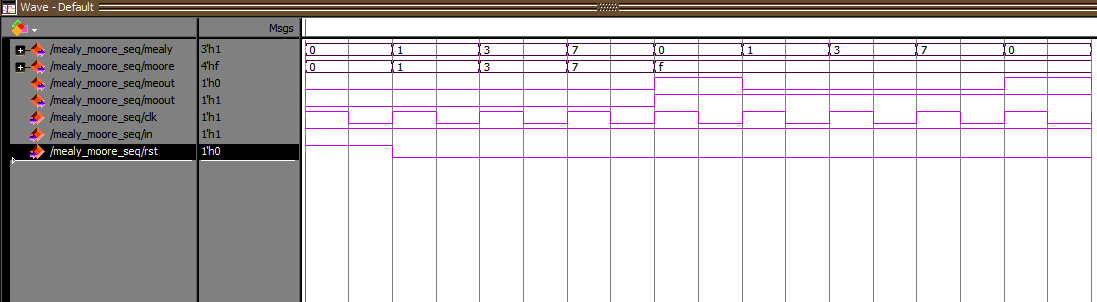 Wave - Default
Msgs
/mealy_moore_seq/mealy 3'h1 0 1 3 7 0 1 3 7 0
/mealy_moore_seq/moore 4'hf 0 1 3 7 f
/mealy_moore_seq/meout 1'h0
/mealy_moore_seq/moout 1'h1
/mealy_moore_seq/clk 1'h1
/mealy_moore_seq/in 1'h1
/mealy_moore_seq/rst 1'h0